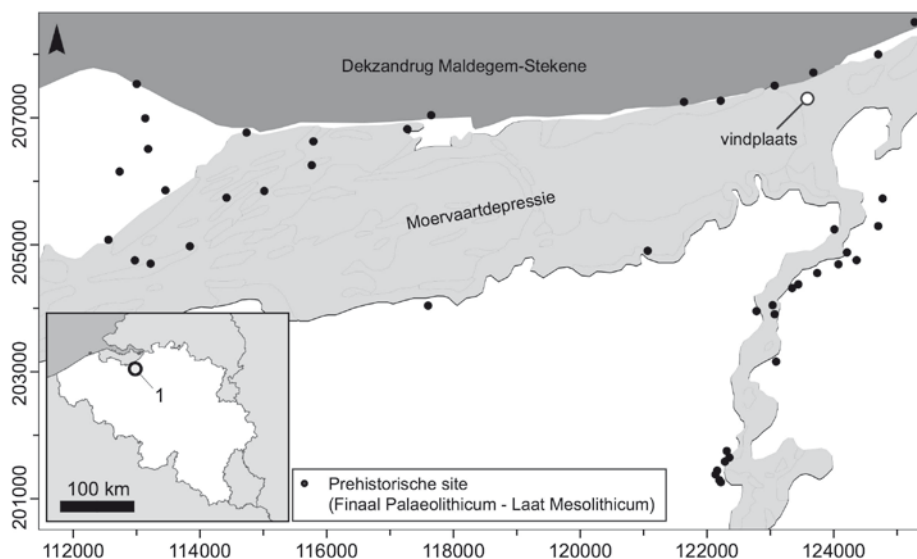 Dekzandrug Maldegem-Stekene
vindplaats
Moervaartdepressie
207000
205000
203000
201000
1
100 km
Prehistorische site
(Finaal Palaeolithicum - Laat Mesolithicum)
112000 114000 116000 118000 120000 122000 124000